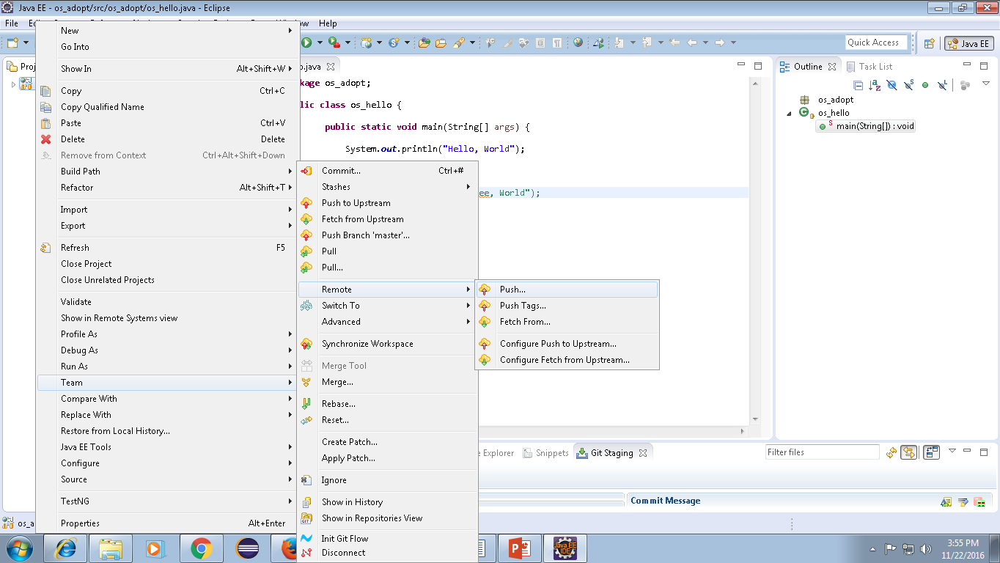 Java EE - os_adopt/src/os_adopt/os_hello.java - Eclipse
File
Help
Quick Access
Java EE
.java
Outline
Task List
kage os_adopt;
lic class os_hello {
public static void main(String[] args) {
System.out.println("Hello, World");
ee, World");
os_adopt
os_hello
main(String[]) : void
New
Go Into
Show In Alt+Shift+W
Copy Ctrl+C
Copy Qualified Name
Paste Ctrl+V
Delete Delete
Remove from Context Ctrl+Alt+Shift+Down
Build Path
Refactor Alt+Shift+T
Import
Export
Refresh F5
Close Project
Close Unrelated Projects
Validate
Show in Remote Systems view
Profile As
Debug As
Run As
Team
Compare With
Replace With
Restore from Local History...
Java EE Tools
Configure
Source
TestNG
Properties Alt+Enter
Commit... Ctrl+#
Stashes
Push to Upstream
Fetch from Upstream
Push Branch 'master'...
Pull
Pull...
Remote
Switch To
Advanced
Synchronize Workspace
Merge Tool
Merge...
Rebase...
Reset...
Create Patch...
Apply Patch...
Ignore
Show in History
Show in Repositories View
Init Git Flow
Disconnect
Push...
Push Tags...
Fetch From...
Configure Push to Upstream...
Configure Fetch from Upstream...
e Explorer
Snippets
Git Staging
Filter files
Commit Message
os_a
Java EE
IDE
3:55 PM
11/22/2016